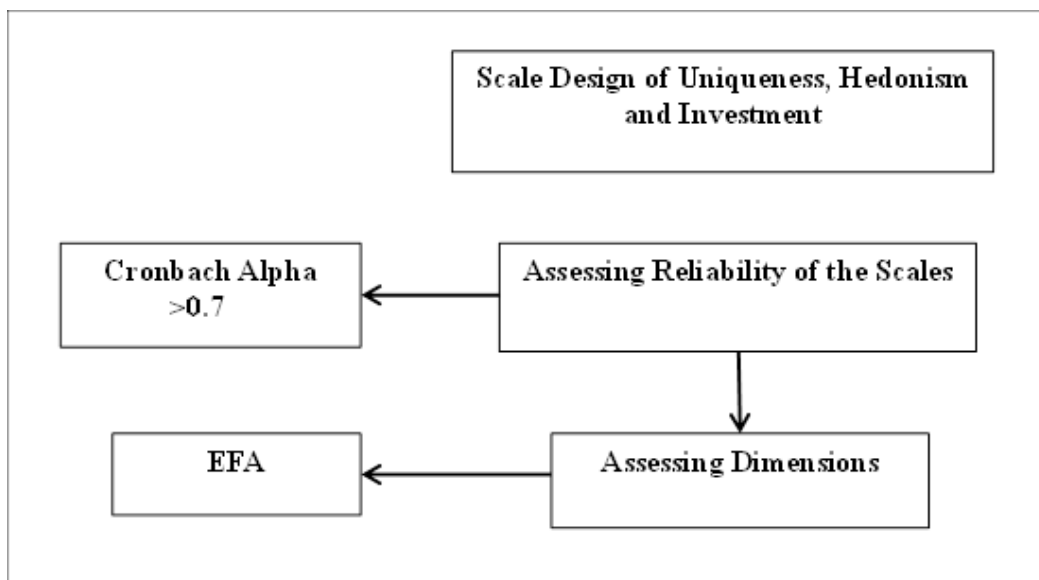 Scale Design of Uniqueness, Hedonism
and Investment
Cronbach Alpha
>0.7
Assessing Reliability of the Scales
EFA
Assessing Dimensions